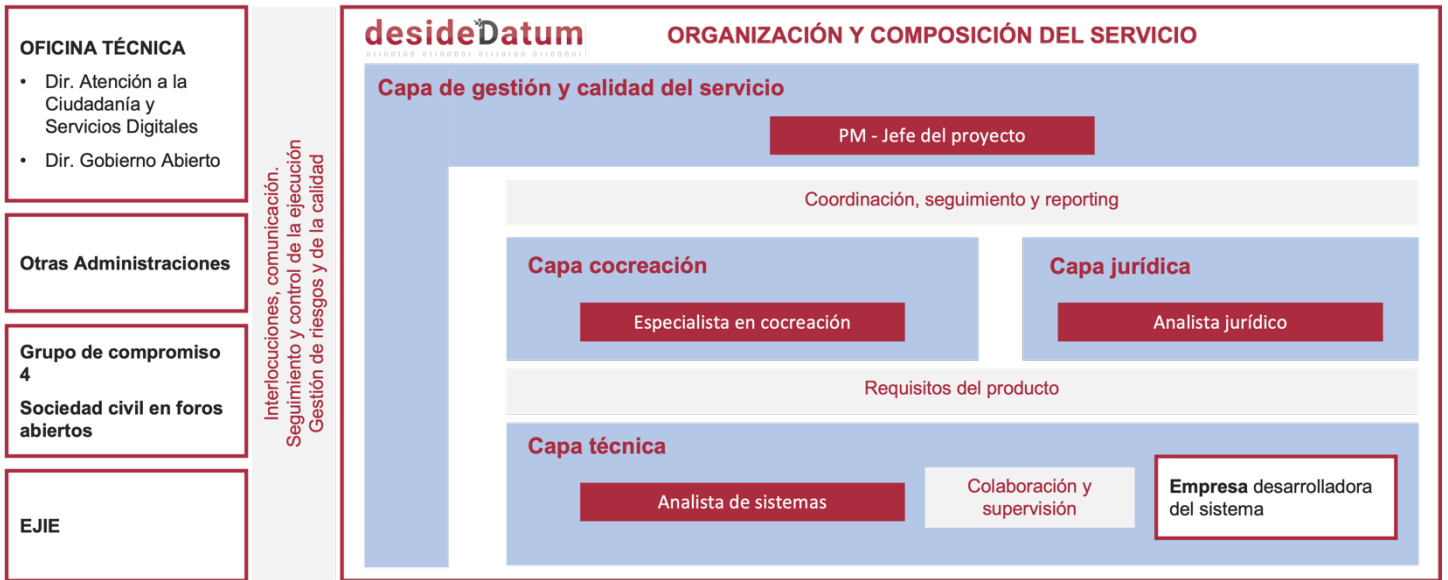 OFICINA TÉCNICA
• Dir. Atención a la
Ciudadanía y
Servicios Digitales
• Dir. Gobierno Abierto
Otras Administraciones
Grupo de compromiso
4
Sociedad civil en foros
abiertos
EJIE
Interlocuciones, comunicación.
Seguimiento y control de la ejecución
Gestión de riesgos y de la calidad
desideDatum
01100100 01100001 01110100 01100001
ORGANIZACIÓN Y COMPOSICIÓN DEL SERVICIO
Capa de gestión y calidad del servicio
PM - Jefe del proyecto
Coordinación, seguimiento y reporting
Capa cocreación
Especialista en cocreación
Capa jurídica
Analista jurídico
Requisitos del producto
Capa técnica
Analista de sistemas
Colaboración y
supervisión
Empresa desarrolladora
del sistema